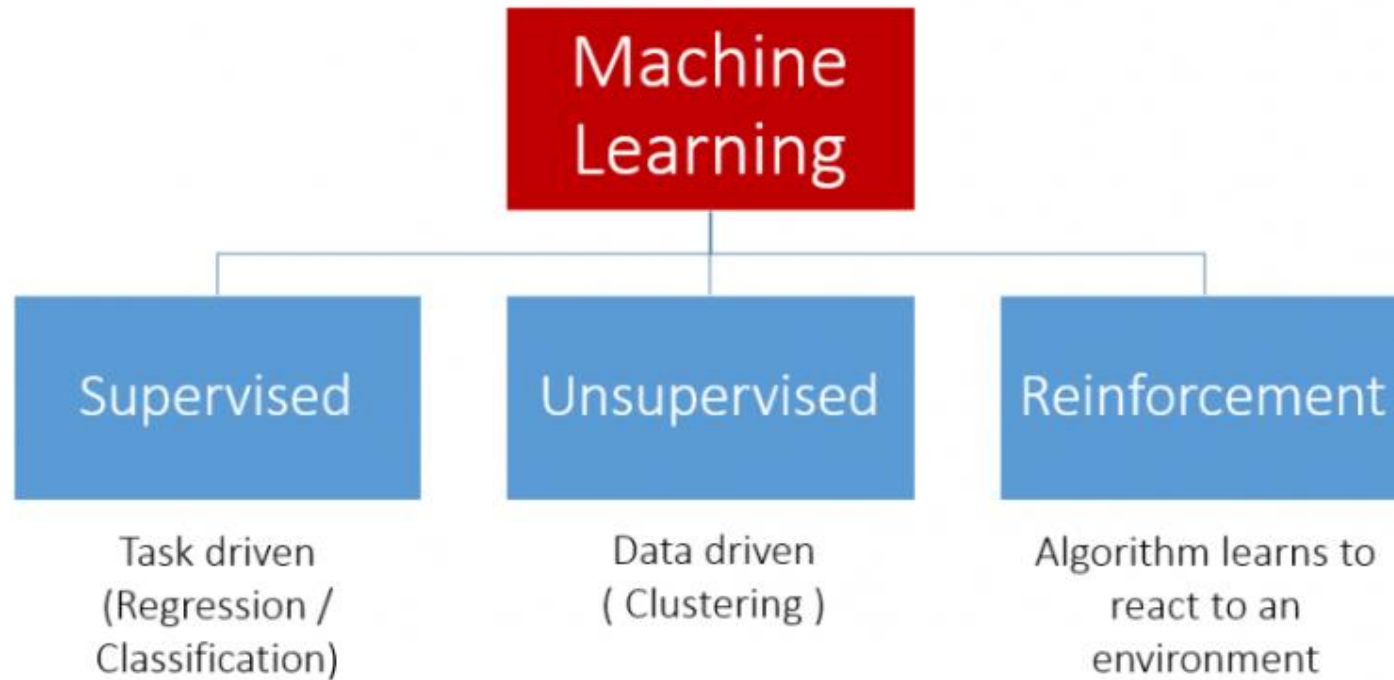 Machine
Learning
Supervised
Unsupervised
Reinforcement
Task driven
(Regression /
Classification)
Data driven
( Clustering )
Algorithm learns to
react to an
environment